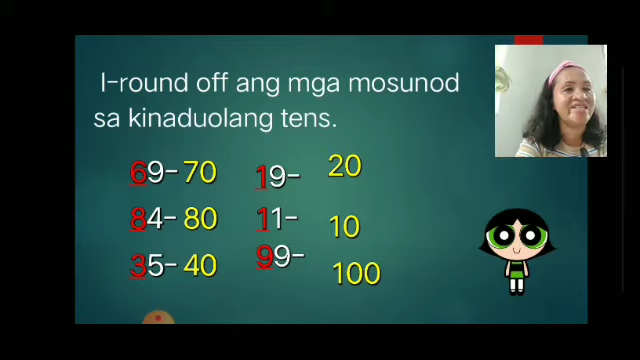 I-round off ang mga mosunod
sa kinaduolang tens.
69- 70 19- 20
84- 80 11- 10
35- 40 99- 100